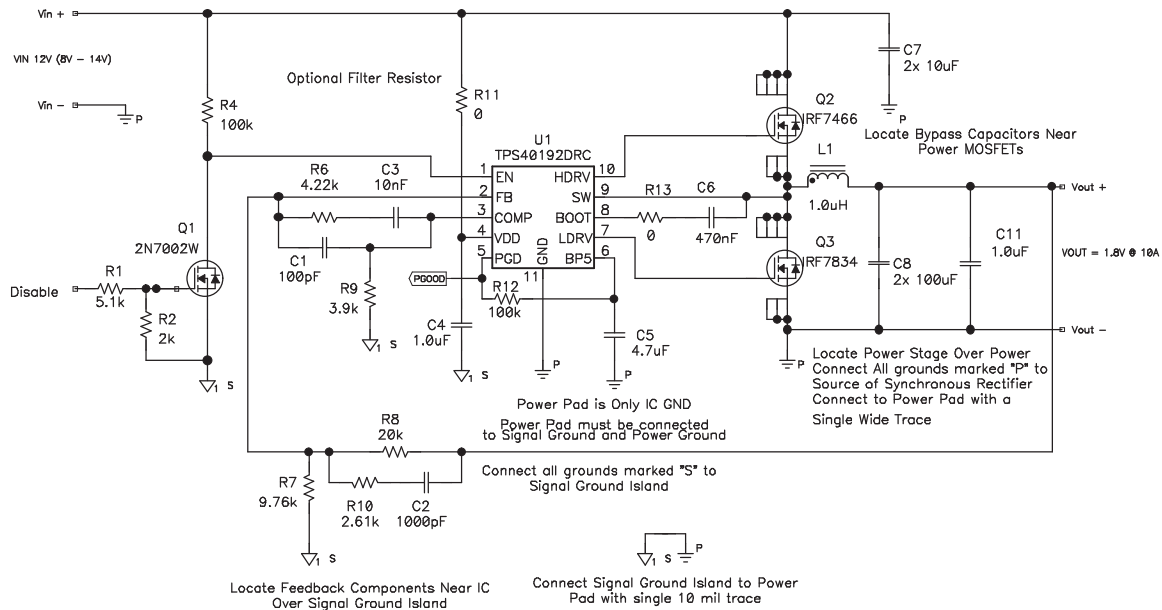 Vin +
VIN 12V (8V – 14V)
Vin –
P
R4
100k
Optional Filter Resistor
R11
0
C7
2x 10uF
P
Q2
IRF7466
Locate Bypass Capacitors Near
Power MOSFETs
U1
TPS40192DRC
1
EN
HDRV
10
2
FB
SW
9
3
COMP
BOOT
8
4
VDD
LDRV
7
5
PGD
GND
BP5
6
11
R6
4.22k
C3
10nF
R13
0
C6
470nF
L1
1.0uH
Vout +
Q1
2N7002W
C1
100pF
PGOOD
R9
3.9k
R12
100k
Q3
IRF7834
C8
2x 100uF
C11
1.0uF
VOUT = 1.8V @ 10A
Disable
R1
5.1k
R2
2k
C4
1.0uF
C5
4.7uF
Vout –
1 S
1 S
1 S
P
P
P
Locate Power Stage Over Power
Connect All grounds marked "P" to
Source of Synchronous Rectifier
Connect to Power Pad with a
Single Wide Trace
Power Pad is Only IC GND
Power Pad must be connected
to Signal Ground and Power Ground
R8
20k
Connect all grounds marked "S" to
Signal Ground Island
R7
9.76k
R10
2.61k
C2
1000pF
1 S
1 S
P
Locate Feedback Components Near IC
Over Signal Ground Island
Connect Signal Ground Island to Power
Pad with single 10 mil trace